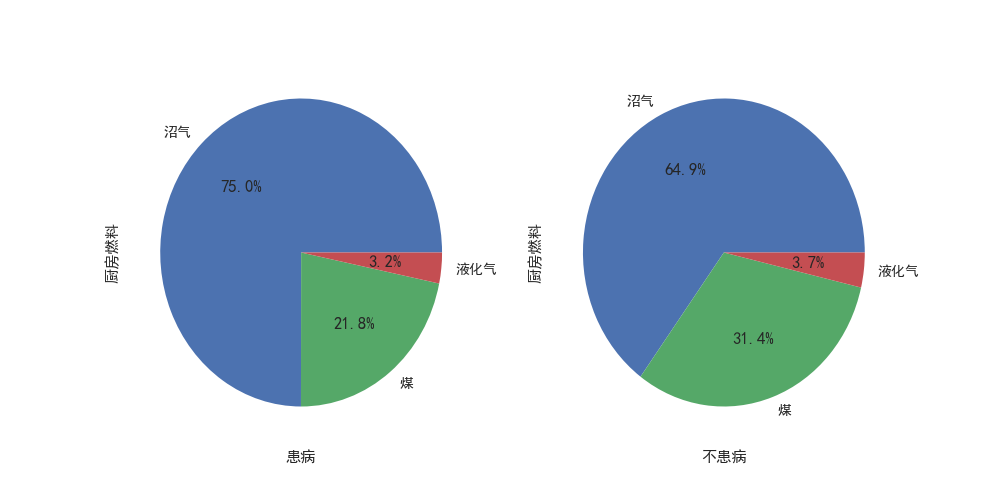 沼气
75.0%
厨房燃料
3.2%
液化气
21.8%
煤
患病
沼气
64.9%
厨房燃料
3.7%
液化气
31.4%
煤
不患病